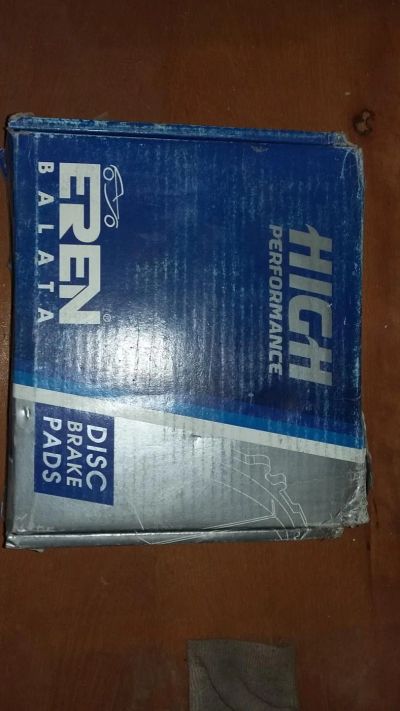 HIGH
PERFORMANCE
EREN®
BALATA
DISC
BRAKE
PADS